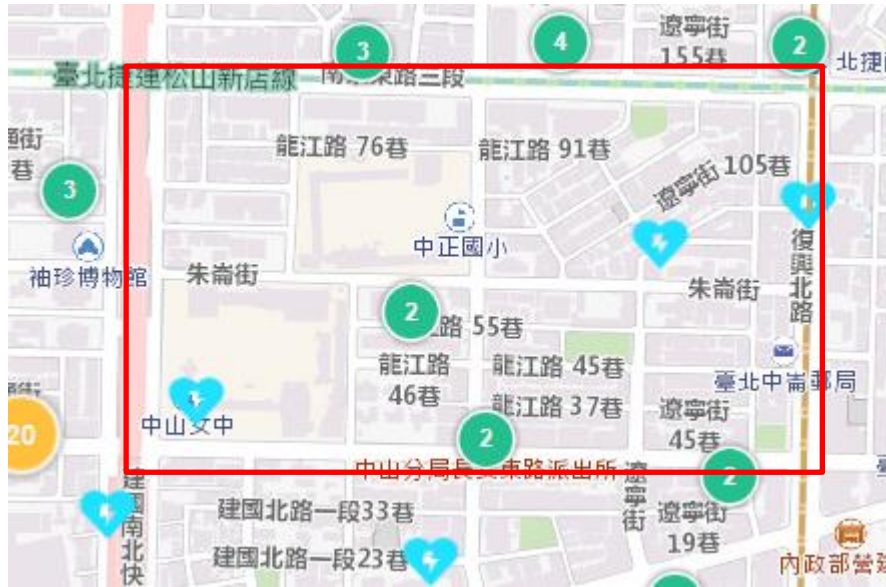 3
4
遼寧街
155巷
2
北捷
臺北捷運松山新店線
南京東路三段
街
巷
3
龍江路 76巷
龍江路 91巷
遼寧街 105巷
中正國小
袖珍博物館
朱崙街
朱崙街
復興北路
2
路 55巷
龍江路
46巷
龍江路 45巷
龍江路 37巷
臺北中崙郵局
20
中山女中
2
遼寧街
45巷
中山分局長安東路派出所
2
建國南北快
建國北路一段33巷
建國北路一段23巷
遼寧街
遼寧街
19巷
內政部營